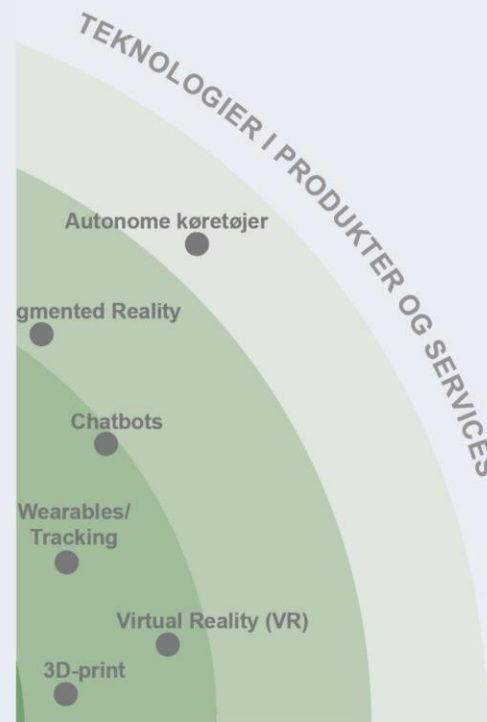 TEKNOLOGIER I PRODUKTER OG SERVICES
Autonome køretøjer
gmented Reality
Chatbots
Wearables/
Tracking
Virtual Reality (VR)
3D-print